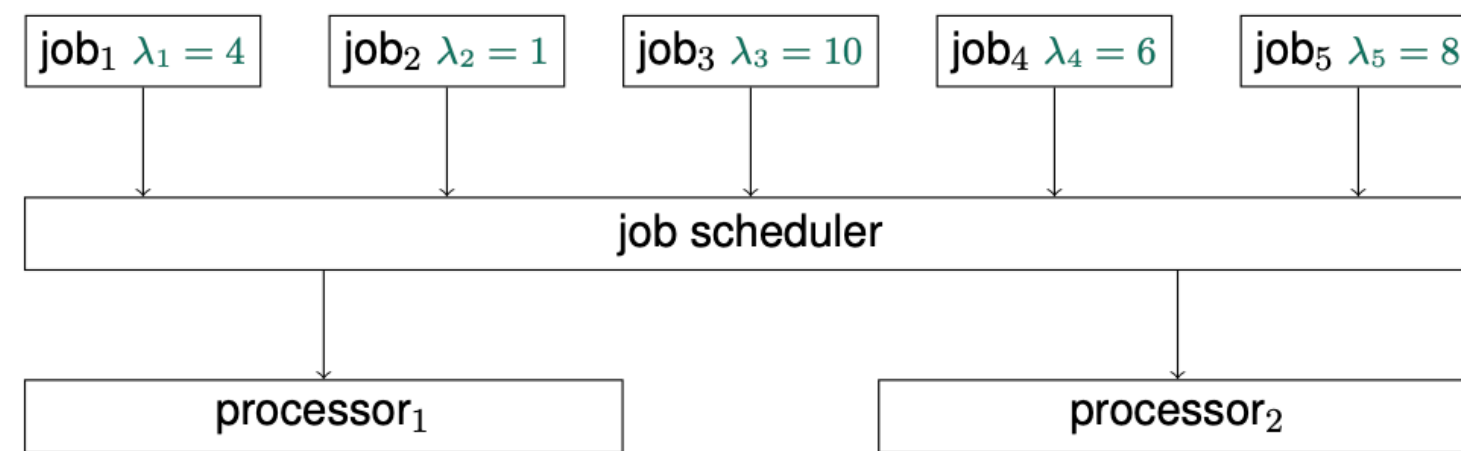 job₁ λ₁ = 4 job₂ λ₂ = 1 job₃ λ₃ = 10 job₄ λ₄ = 6 job₅ λ₅ = 8
job scheduler
processor₁ processor₂